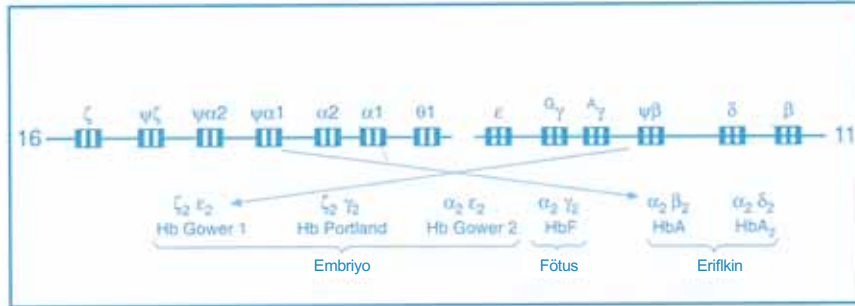 ζ ψζ ψα2 ψα1 α2 α1 θ1 ε Gγ Aγ ψβ δ β
16 11
ζ2 ε2 ζ2 γ2 α2 ε2 α2 γ2 α2 β2 α2 δ2
Hb Gower 1 Hb Portland Hb Gower 2 HbF HbA HbA2
Embriyo Fötus Eriflkin